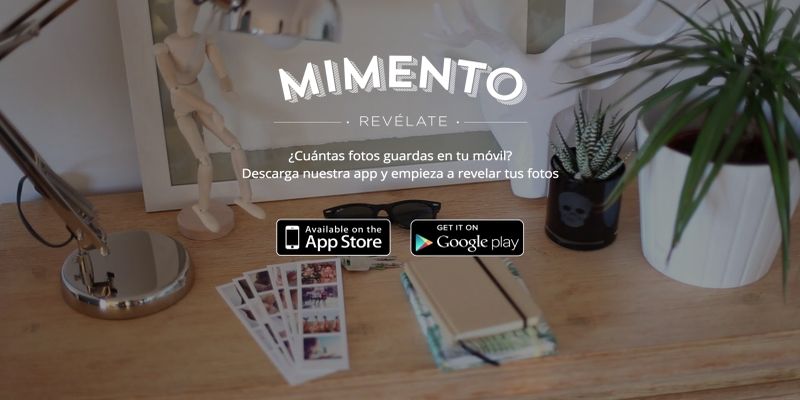 MIMENTO
REVÉLATE
¿Cuántas fotos guardas en tu móvil?
Descarga nuestra app y empieza a revelar tus fotos
Available on the
App Store
GET IT ON
Google play